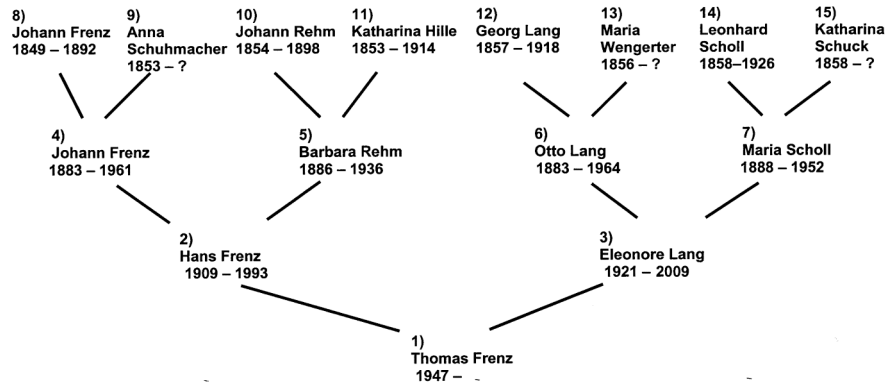 8)
Johann Frenz
1849 – 1892
9)
Anna
Schuhmacher
1853 – ?
10)
Johann Rehm
1854 – 1898
11)
Katharina Hille
1853 – 1914
12)
Georg Lang
1857 - 1918
13)
Maria
Wengerter
1856 – ?
14)
Leonhard
Scholl
1858–1926
15)
Katharina
Schuck
1858 – ?
4)
Johann Frenz
1883 – 1961
5)
Barbara Rehm
1886 – 1936
6)
Otto Lang
1883 – 1964
7)
Maria Scholl
1888 – 1952
2)
Hans Frenz
1909 – 1993
3)
Eleonore Lang
1921 – 2009
1)
Thomas Frenz
1947 –